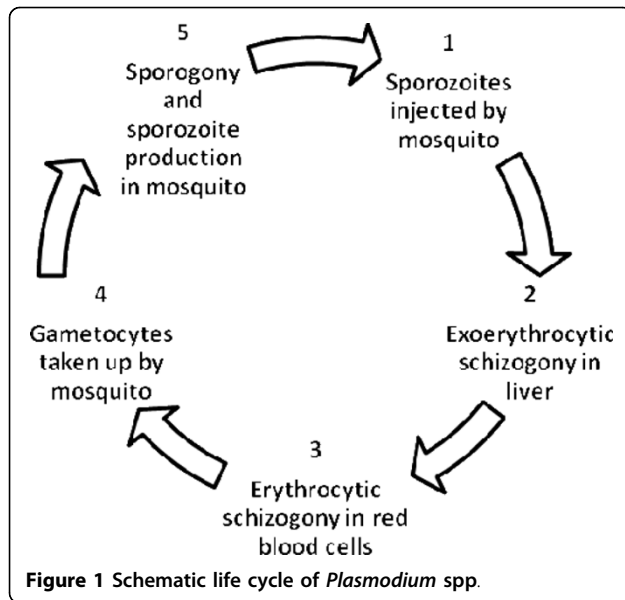 5
Sporogony
and
sporozoite
production
in mosquito
1
Sporozoites
injected by
mosquito
2
Exoerythrocytic
schizogony in
liver
3
Erythrocytic
schizogony in red
blood cells
4
Gametocytes
taken up by
mosquito
Figure 1 Schematic life cycle of Plasmodium spp.